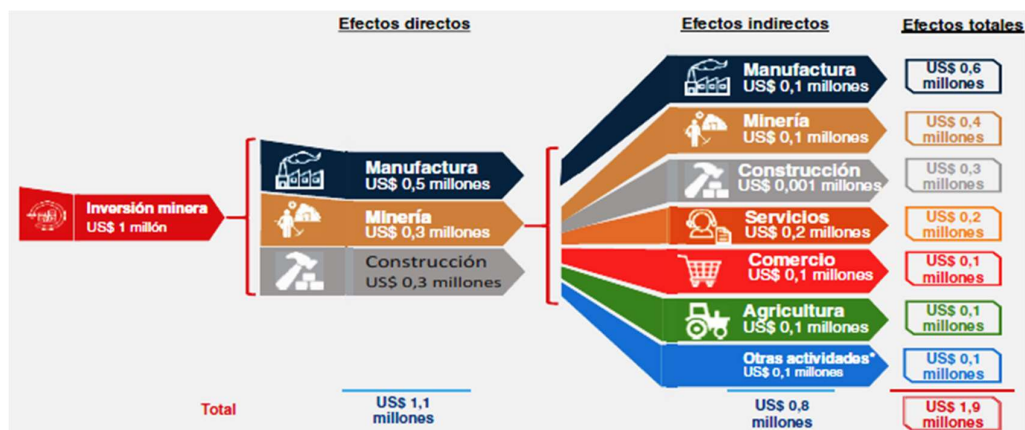 Efectos directos
Efectos indirectos
Efectos totales
Inversión minera
US$ 1 millón
Manufactura
US$ 0,5 millones
Minería
US$ 0,3 millones
Construcción
US$ 0,3 millones
Manufactura
US$ 0,1 millones
Minería
US$ 0,1 millones
Construcción
US$ 0,001 millones
Servicios
US$ 0,2 millones
Comercio
US$ 0,1 millones
Agricultura
US$ 0,1 millones
Otras actividades*
US$ 0,1 millones
US$ 0,6
millones
US$ 0,4
millones
US$ 0,3
millones
US$ 0,2
millones
US$ 0,1
millones
US$ 0,1
millones
US$ 0,1
millones
Total
US$ 1,1
millones
US$ 0,8
millones
US$ 1,9
millones